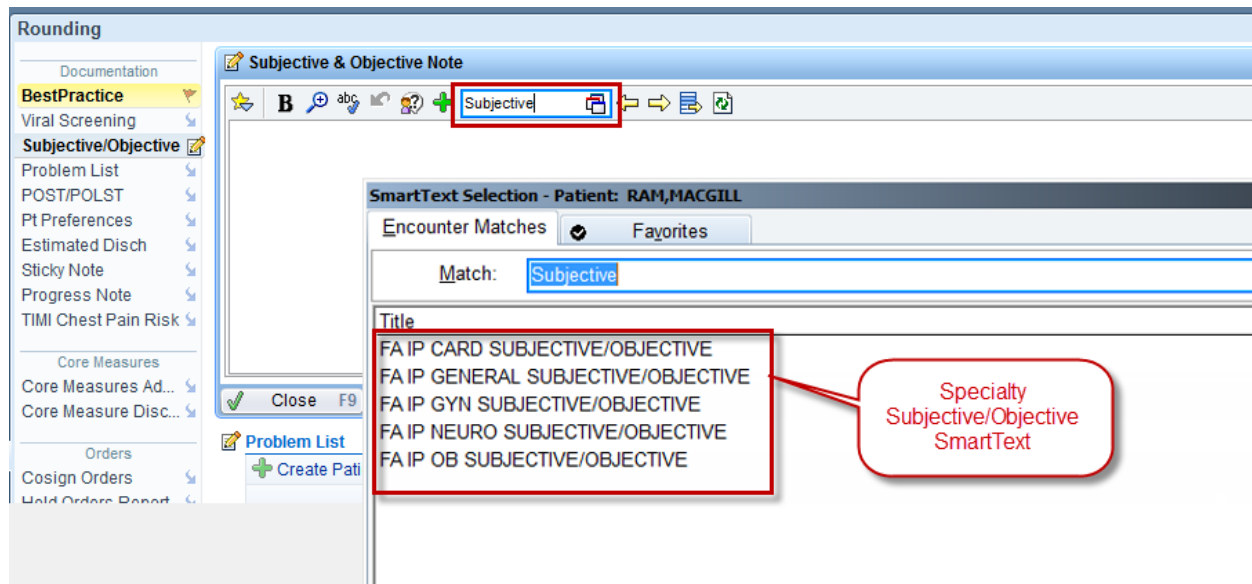 Rounding
Documentation
BestPractice
Viral Screening
Subjective/Objective
Problem List
POST/POLST
Pt Preferences
Estimated Disch
Sticky Note
Progress Note
TIMI Chest Pain Risk
Core Measures
Core Measures Ad...
Core Measure Disc...
Orders
Cosign Orders
Hold Orders Report
Subjective & Objective Note
B abc Subjective
SmartText Selection - Patient: RAM,MACGILL
Encounter Matches Favorites
Match: Subjective
Title
FA IP CARD SUBJECTIVE/OBJECTIVE
FA IP GENERAL SUBJECTIVE/OBJECTIVE
FA IP GYN SUBJECTIVE/OBJECTIVE
FA IP NEURO SUBJECTIVE/OBJECTIVE
FA IP OB SUBJECTIVE/OBJECTIVE
Specialty
Subjective/Objective
SmartText
Close F9
Problem List
Create Pati